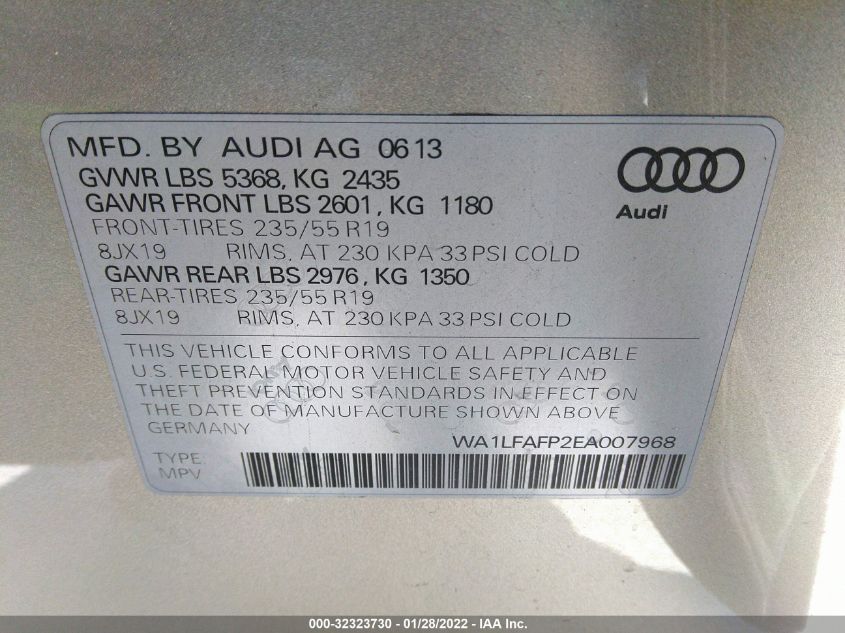 MFD. BY AUDI AG 0613
GVWR LBS 5368, KG 2435
GAWR FRONT LBS 2601, KG 1180
FRONT-TIRES 235/55 R19
8JX19 RIMS, AT 230 KPA 33 PSI COLD
GAWR REAR LBS 2976, KG 1350
REAR-TIRES 235/55 R19
8JX19 RIMS, AT 230 KPA 33 PSI COLD
Audi
THIS VEHICLE CONFORMS TO ALL APPLICABLE
U.S. FEDERAL MOTOR VEHICLE SAFETY AND
THEFT PREVENTION STANDARDS IN EFFECT ON
THE DATE OF MANUFACTURE SHOWN ABOVE
GERMANY
WA1LFAFP2EA007968
TYPE:
MPV
000-32323730 - 01/28/2022 - IAA Inc.